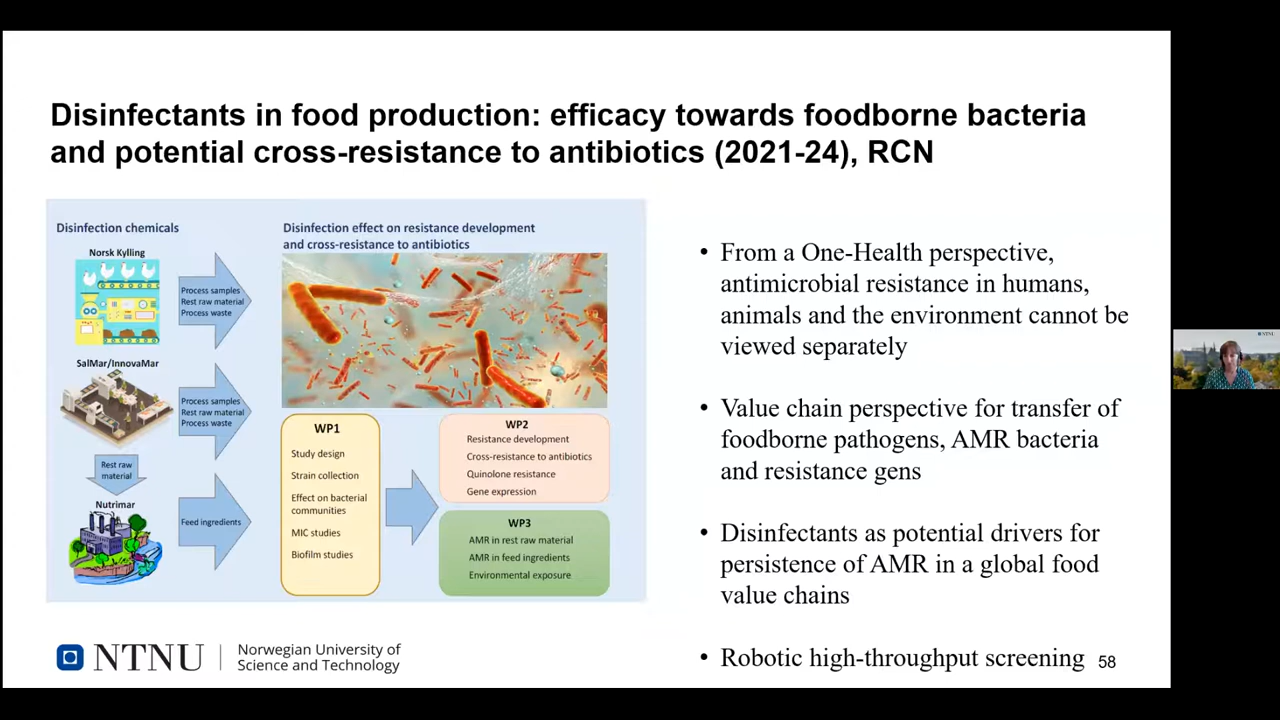 Disinfectants in food production: efficacy towards foodborne bacteria
and potential cross-resistance to antibiotics (2021-24), RCN
Disinfection chemicals
Norsk Kylling
Process samples
Rest raw material
Process waste
SalMar/InnovaMar
Process samples
Rest raw material
Process waste
Rest raw
material
Nutrimar
Feed ingredients
Disinfection effect on resistance development
and cross-resistance to antibiotics
WP1
Study design
Strain collection
Effect on bacterial
communities
MIC studies
Biofilm studies
WP2
Resistance development
Cross-resistance to antibiotics
Quinolone resistance
Gene expression
WP3
AMR in rest raw material
AMR in feed ingredients
Environmental exposure
• From a One-Health perspective,
antimicrobial resistance in humans,
animals and the environment cannot be
viewed separately
• Value chain perspective for transfer of
foodborne pathogens, AMR bacteria
and resistance gens
• Disinfectants as potential drivers for
persistence of AMR in a global food
value chains
• Robotic high-throughput screening
58
NTNU
Norwegian University of
Science and Technology
NTNU